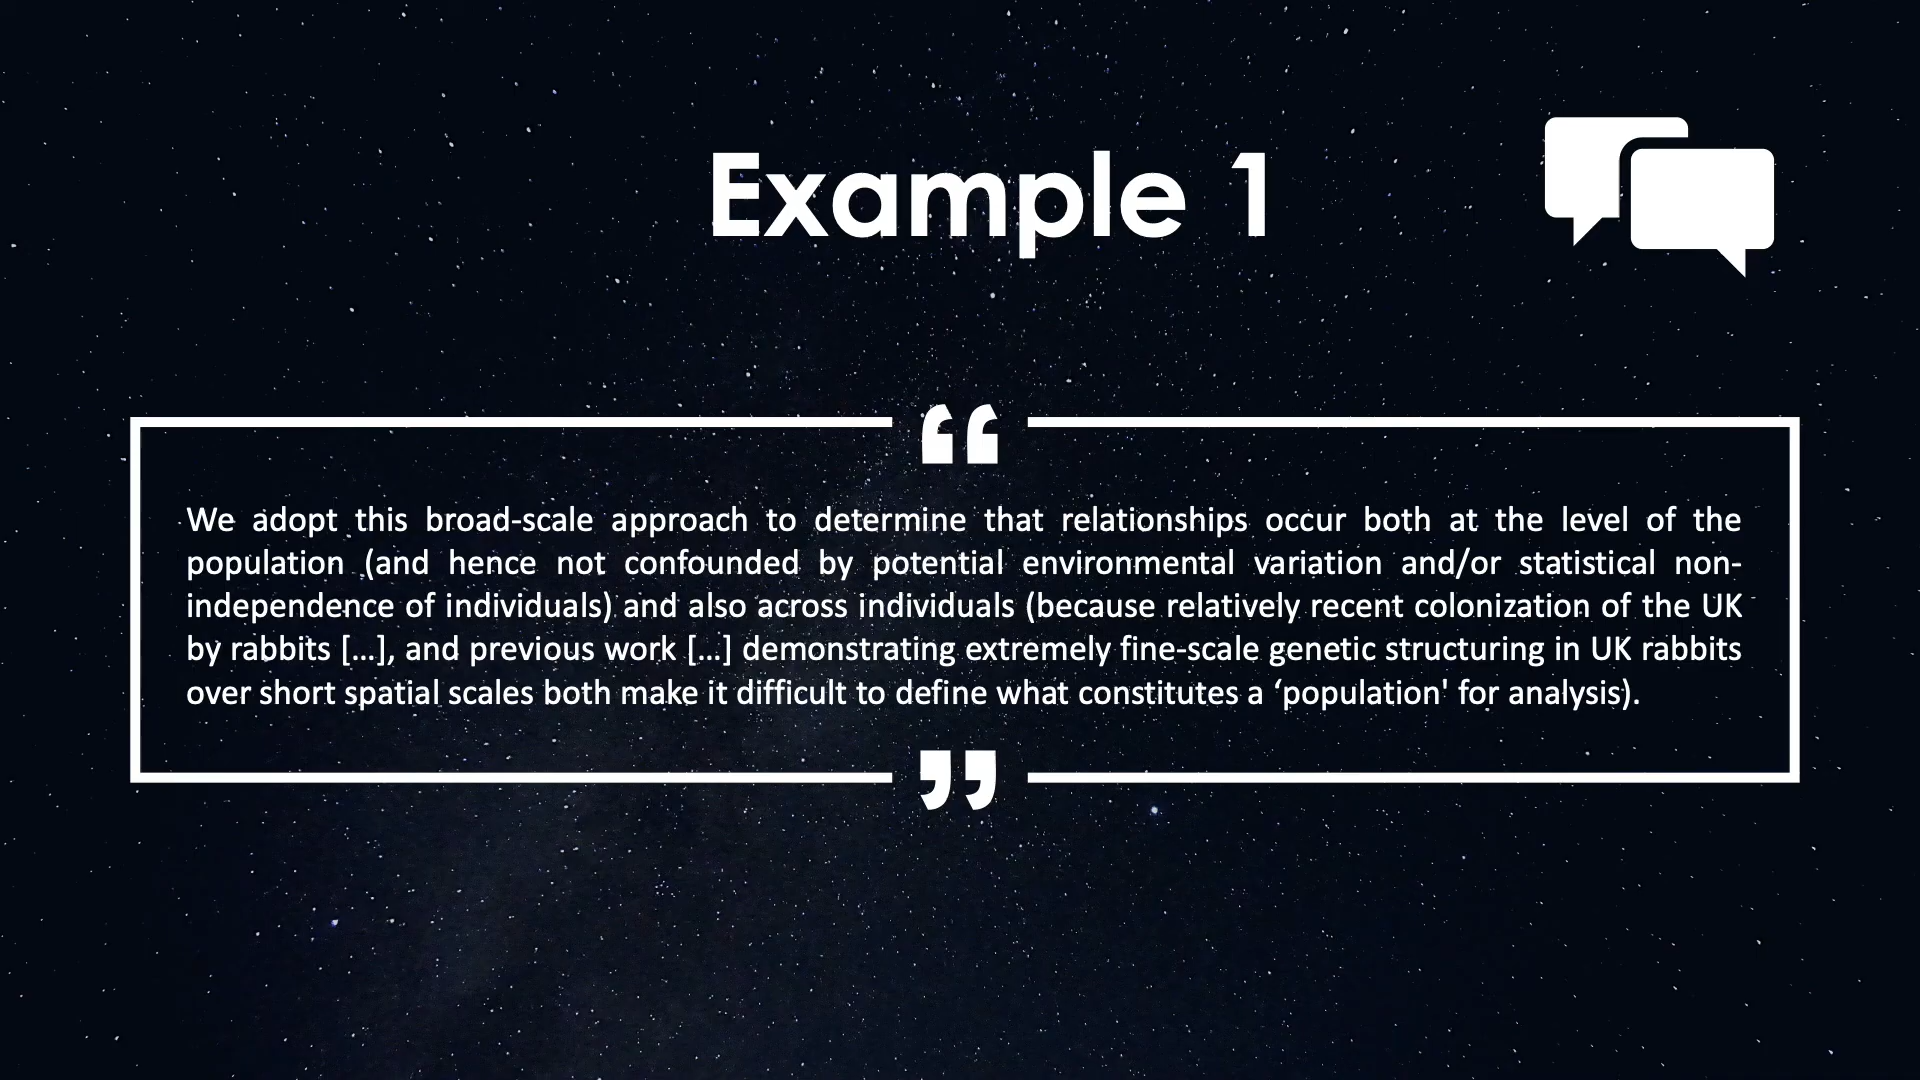 Example 1
“
We adopt this broad-scale approach to determine that relationships occur both at the level of the
population (and hence not confounded by potential environmental variation and/or statistical non-
independence of individuals) and also across individuals (because relatively recent colonization of the UK
by rabbits [...], and previous work [...] demonstrating extremely fine-scale genetic structuring in UK rabbits
over short spatial scales both make it difficult to define what constitutes a ‘population' for analysis).
”